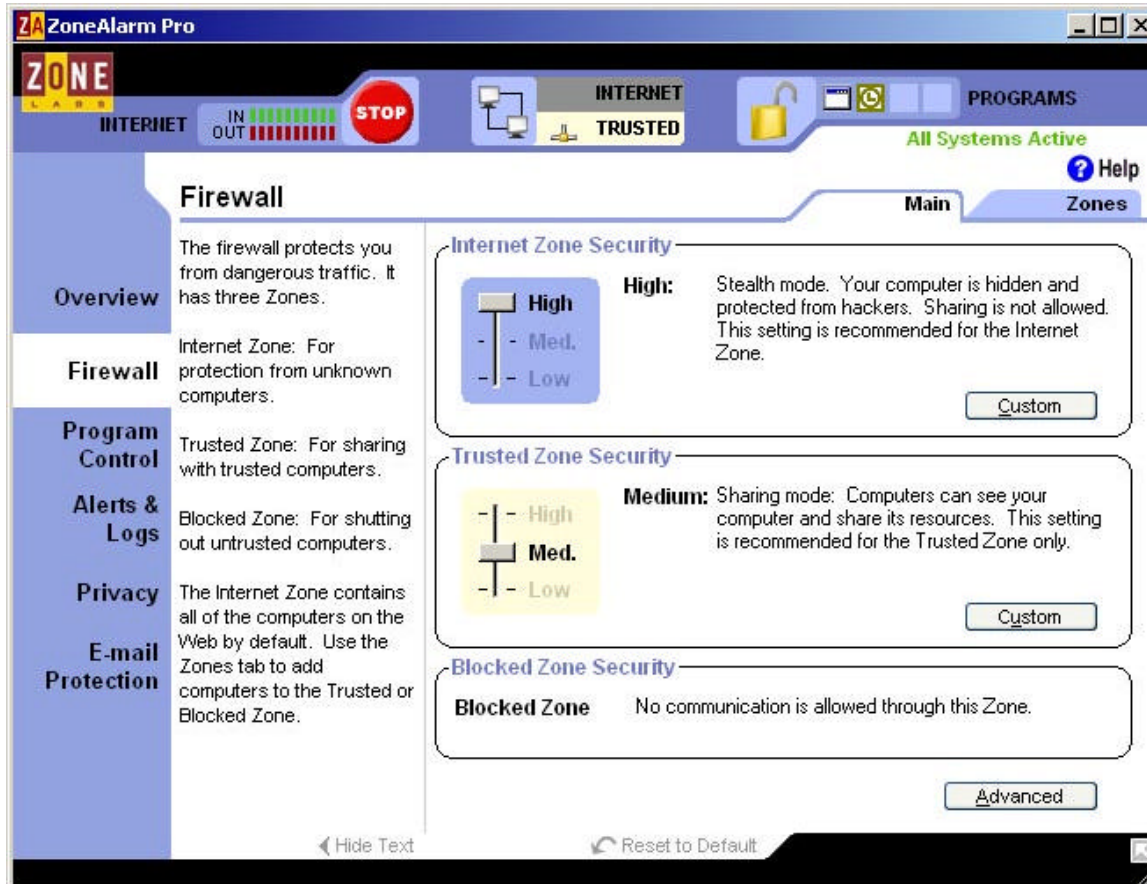 ZA ZoneAlarm Pro
ZONE
LABS
INTERNET
IN
OUT
STOP
INTERNET
TRUSTED
PROGRAMS
All Systems Active
? Help
Firewall
Main
Zones
Overview
Firewall
Program
Control
Alerts &
Logs
Privacy
E-mail
Protection
The firewall protects you
from dangerous traffic. It
has three Zones.
Internet Zone: For
protection from unknown
computers.
Trusted Zone: For sharing
with trusted computers.
Blocked Zone: For shutting
out untrusted computers.
The Internet Zone contains
all of the computers on the
Web by default. Use the
Zones tab to add
computers to the Trusted or
Blocked Zone.
Internet Zone Security
High
Med.
Low
High:
Stealth mode. Your computer is hidden and
protected from hackers. Sharing is not allowed.
This setting is recommended for the Internet
Zone.
Custom
Trusted Zone Security
High
Med.
Low
Medium:
Sharing mode: Computers can see your
computer and share its resources. This setting
is recommended for the Trusted Zone only.
Custom
Blocked Zone Security
Blocked Zone
No communication is allowed through this Zone.
Advanced
Hide Text
Reset to Default